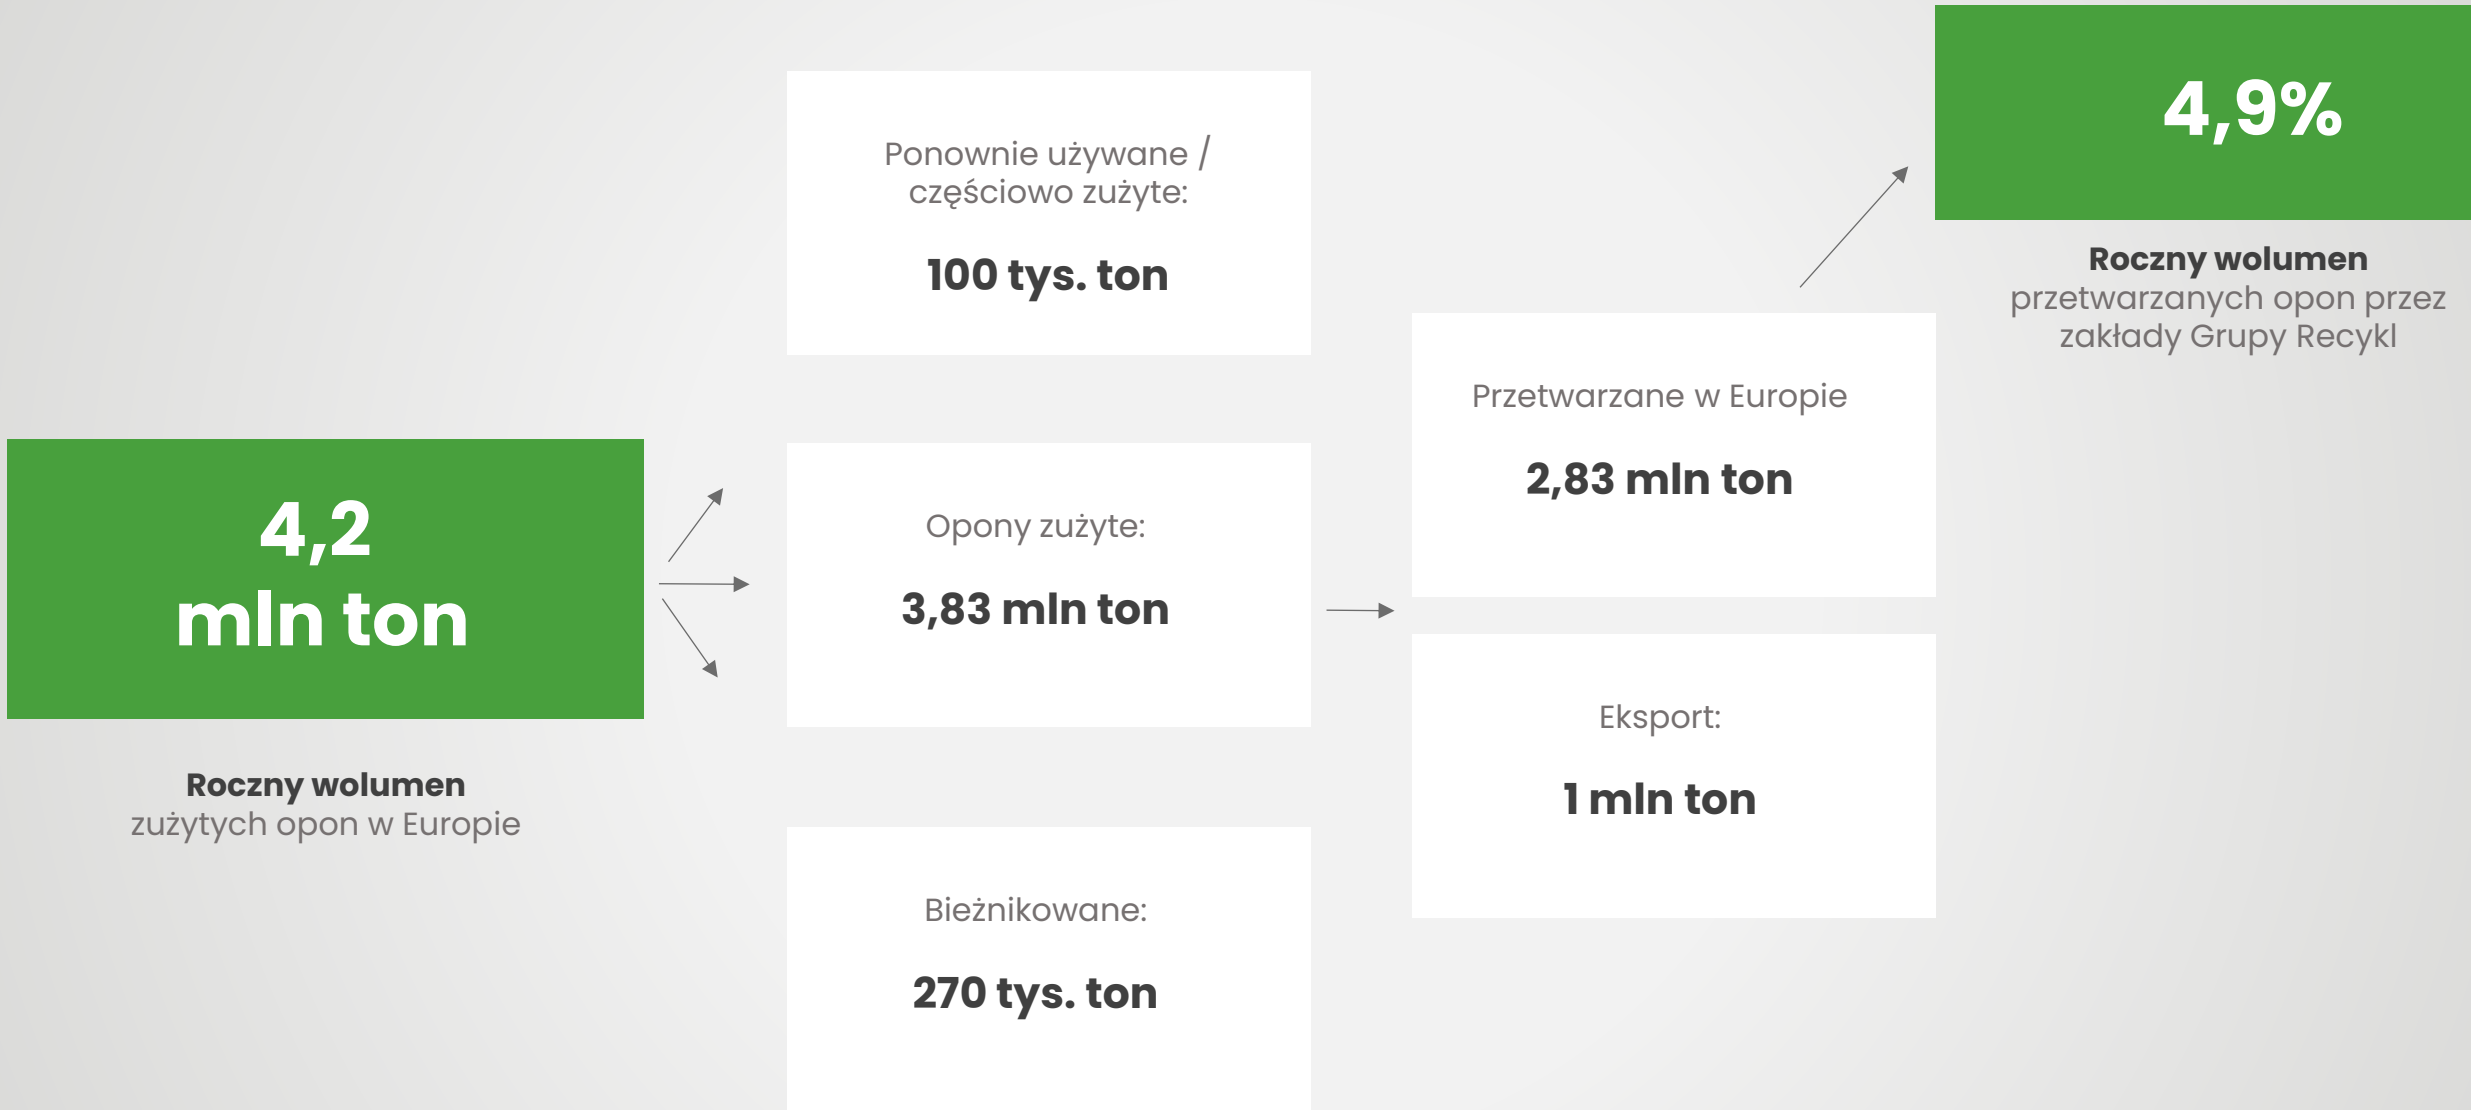 4,2
mln ton
Roczny wolumen
zużytych opon w Europie
Ponownie używane /
częściowo zużyte:
100 tys. ton
Opony zużyte:
3,83 mln ton
Bieżnikowane:
270 tys. ton
Przetwarzane w Europie
2,83 mln ton
Eksport:
1 mln ton
4,9%
Roczny wolumen
przetwarzanych opon przez
zakłady Grupy Recykl